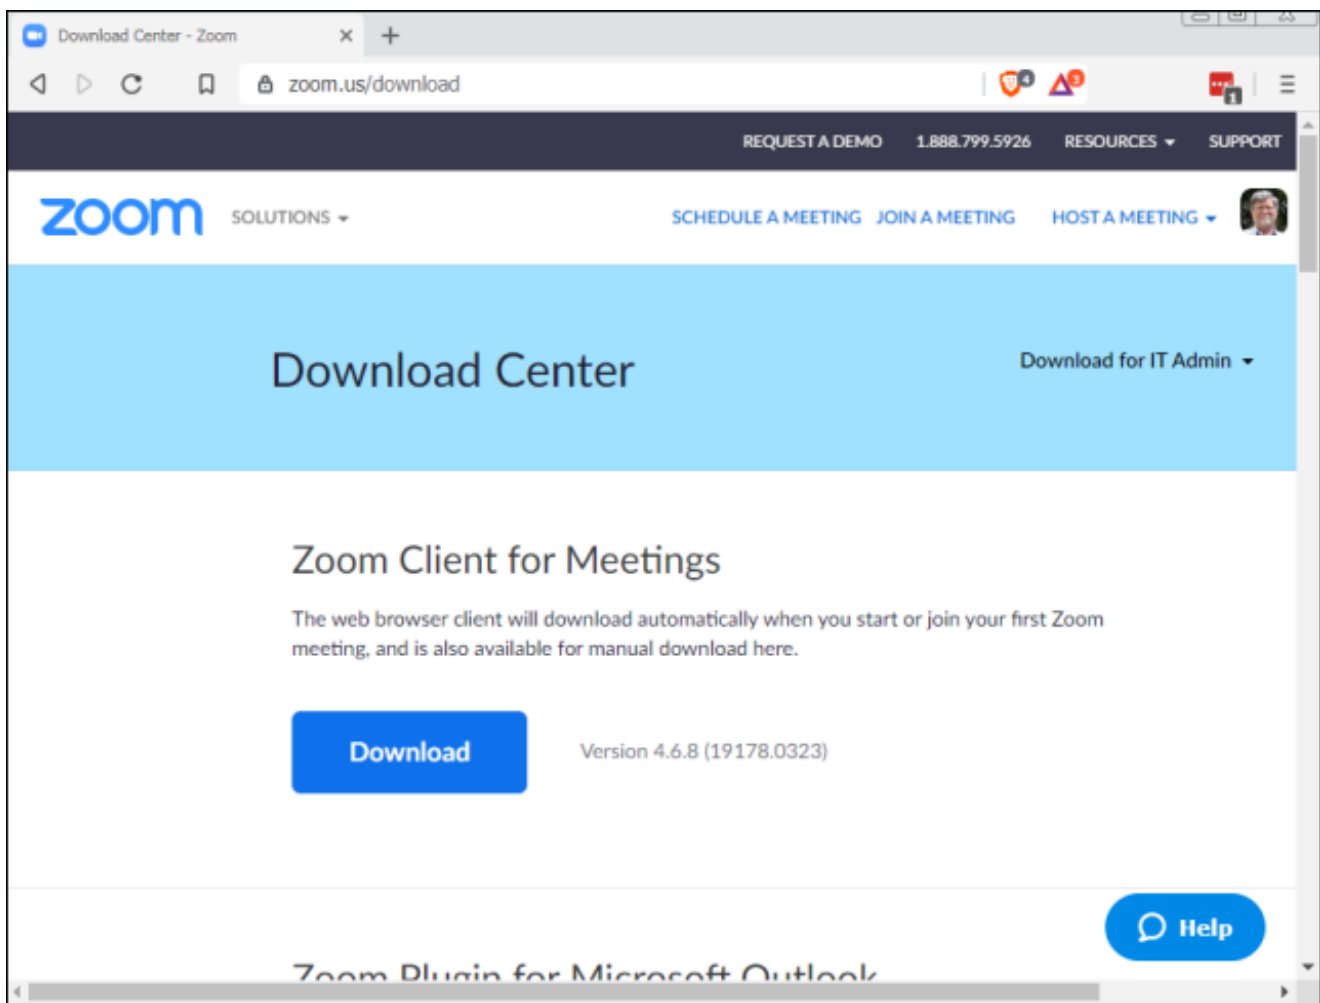 Download Center - Zoom
zoom.us/download
4
3
1
REQUEST A DEMO 1.888.799.5926 RESOURCES SUPPORT
zoom SOLUTIONS SCHEDULE A MEETING JOIN A MEETING HOST A MEETING
Download Center
Download for IT Admin
Zoom Client for Meetings
The web browser client will download automatically when you start or join your first Zoom
meeting, and is also available for manual download here.
Download
Version 4.6.8 (19178.0323)
Help
Zoom Plugin for Microsoft Outlook